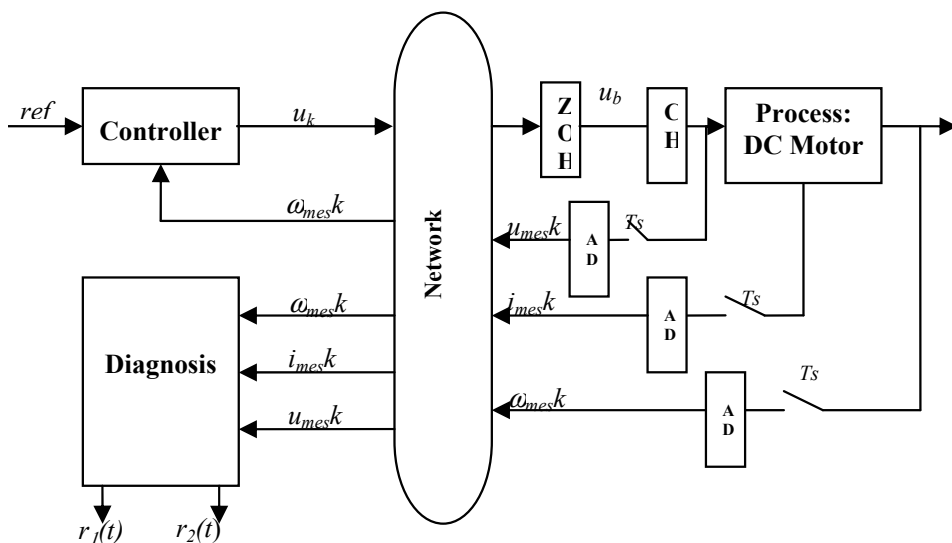 ref
Controller
u_k
Network
Z
O
H
u_b
C
H
Process:
DC Motor
ω_mes k
u_mes k
A
D
Ts
ω_mes k
i_mes k
A
D
Ts
Diagnosis
i_mes k
u_mes k
ω_mes k
A
D
Ts
r_1(t)
r_2(t)